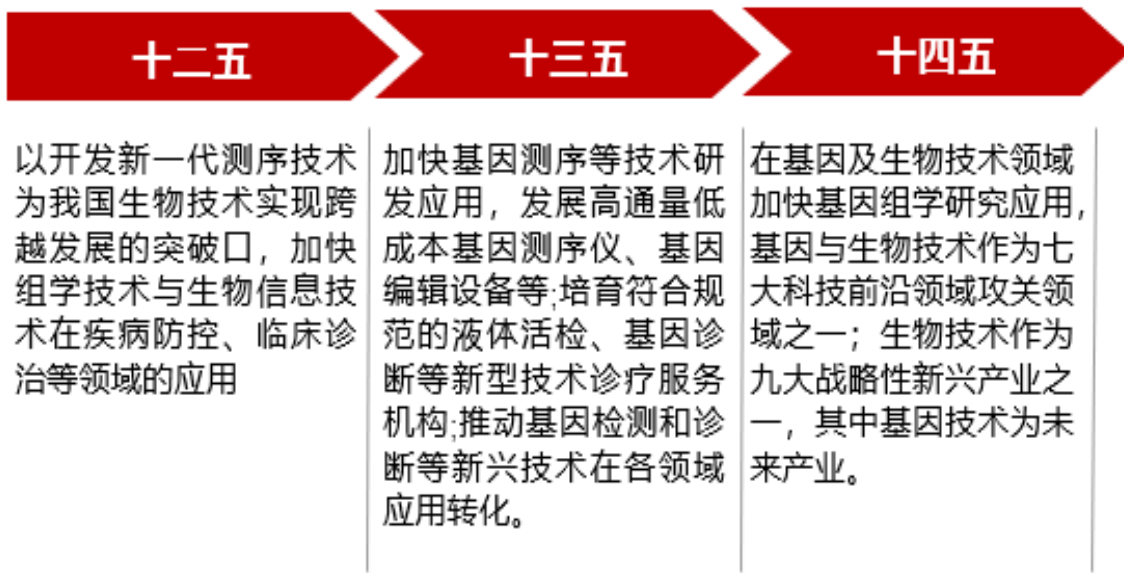 十二五
以开发新一代测序技术
为我国生物技术实现跨
越发展的突破口，加快
组学技术与生物信息技
术在疾病防控、临床诊
治等领域的应用
十三五
加快基因测序等技术研
发应用，发展高通量低
成本基因测序仪、基因
编辑设备等;培育符合规
范的液体活检、基因诊
断等新型技术诊疗服务
机构;推动基因检测和诊
断等新兴技术在各领域
应用转化。
十四五
在基因及生物技术领域
加快基因组学研究应用，
基因与生物技术作为七
大科技前沿领域攻关领
域之一；生物技术作为
九大战略性新兴产业之
一，其中基因技术为未
来产业。